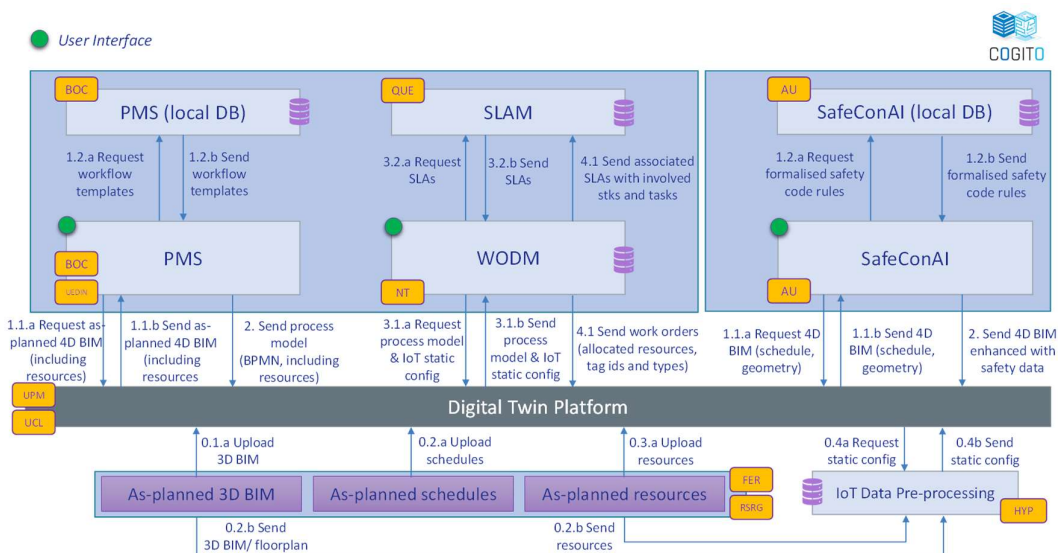 User Interface
COGITO
BOC
PMS (local DB)
QUE
SLAM
AU
SafeConAI (local DB)
1.2.a Request
workflow
templates
1.2.b Send
workflow
templates
3.2.a Request
SLAs
3.2.b Send
SLAs
4.1 Send associated
SLAs with involved
stks and tasks
1.2.a Request
formalised safety
code rules
1.2.b Send
formalised safety
code rules
BOC
UEDIN
PMS
NT
WODM
AU
SafeConAI
1.1.a Request as-
planned 4D BIM
(including
resources)
1.1.b Send as-
planned 4D BIM
(including
resources
2. Send process
model
(BPMN, including
resources)
3.1.a Request
process model
& IoT static
config
3.1.b Send
process
model & IoT
static config
4.1 Send work orders
(allocated resources,
tag ids and types)
1.1.a Request 4D
BIM (schedule,
geometry)
1.1.b Send 4D
BIM (schedule,
geometry)
2. Send 4D BIM
enhanced with
safety data
UPM
UCL
Digital Twin Platform
0.1.a Upload
3D BIM
0.2.a Upload
schedules
0.3.a Upload
resources
0.4a Request
static config
0.4b Send
static config
As-planned 3D BIM
As-planned schedules
As-planned resources
FER
RSRG
IoT Data Pre-processing
HYP
0.2.b Send
3D BIM/ floorplan
0.2.b Send
resources